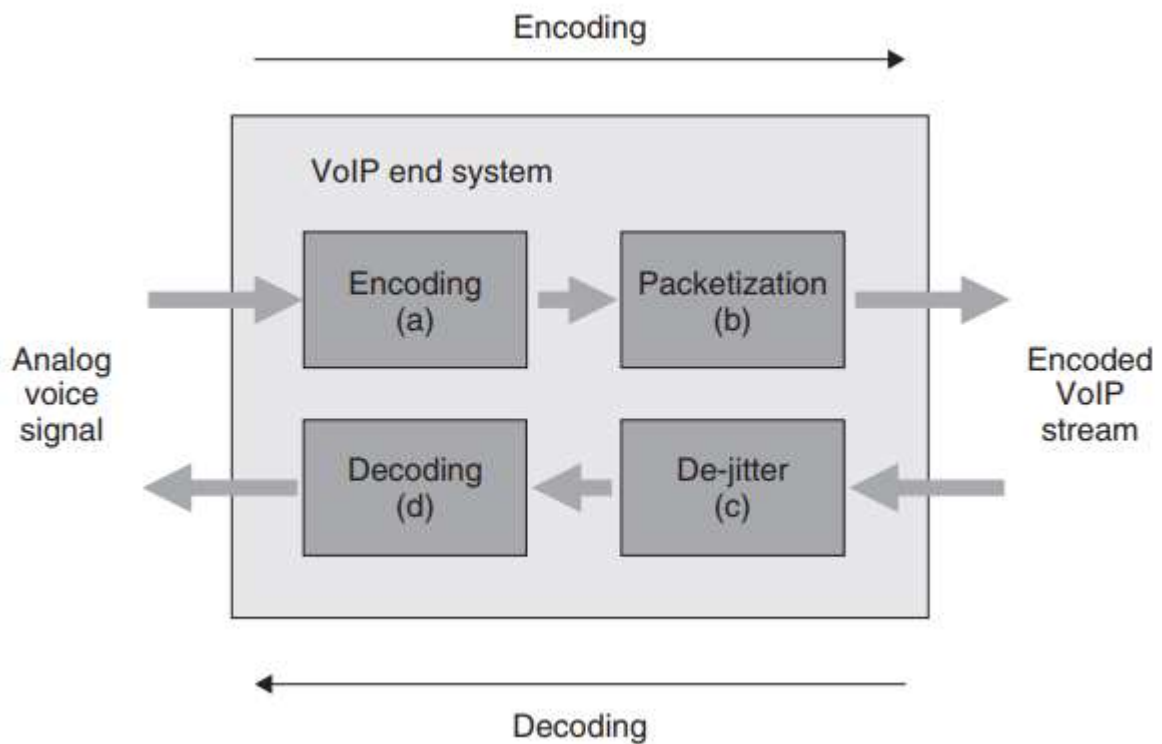 Encoding
VoIP end system
Encoding
(a)
Packetization
(b)
Analog
voice
signal
Encoded
VoIP
stream
Decoding
(d)
De-jitter
(c)
Decoding